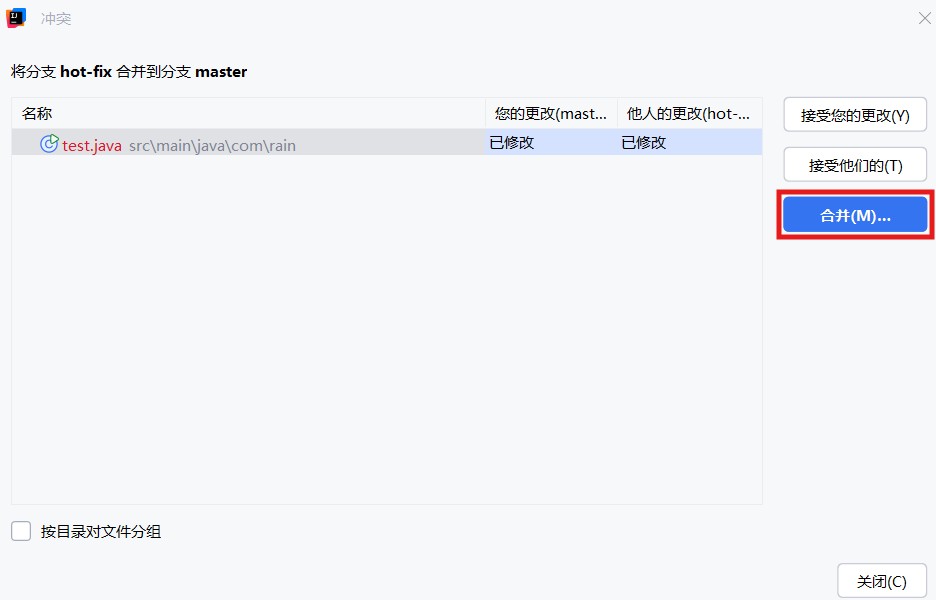 冲突
将分支 hot-fix 合并到分支 master
名称 您的更改(mast... 他人的更改(hot-...
test.java src\main\java\com\rain 已修改 已修改
接受您的更改(Y)
接受他们的(T)
合并(M)...
按目录对文件分组
关闭(C)